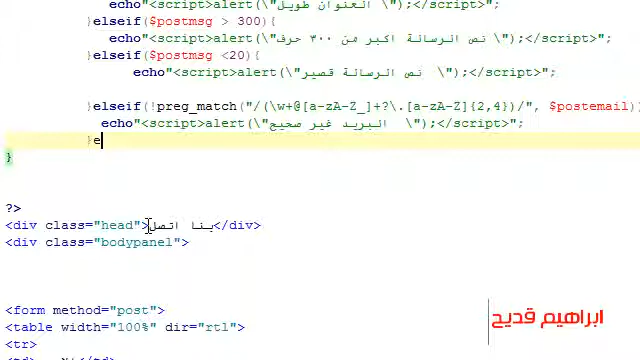 echo"<script>alert(\"العنوان طويل \");</script>";
}elseif($postmsg > 300){
echo"<script>alert(\"نص الرسالة اكبر من ٣٠٠ حرف\");</script>";
}elseif($postmsg <20){
echo"<script>alert(\"نص الرسالة قصير \");</script>";
}elseif(!preg_match("/(\w+@[a-zA-Z_]+?\.[a-zA-Z]{2,4})/", $postemail))
echo"<script>alert(\"البريد غير صحيح \");</script>";
}e
}
?>
<div class="head">بنا اتصل</div>
<div class="bodypanel">
<form method="post">
<table width="100%" dir="rtl">
<tr>
ابراهيم قديح